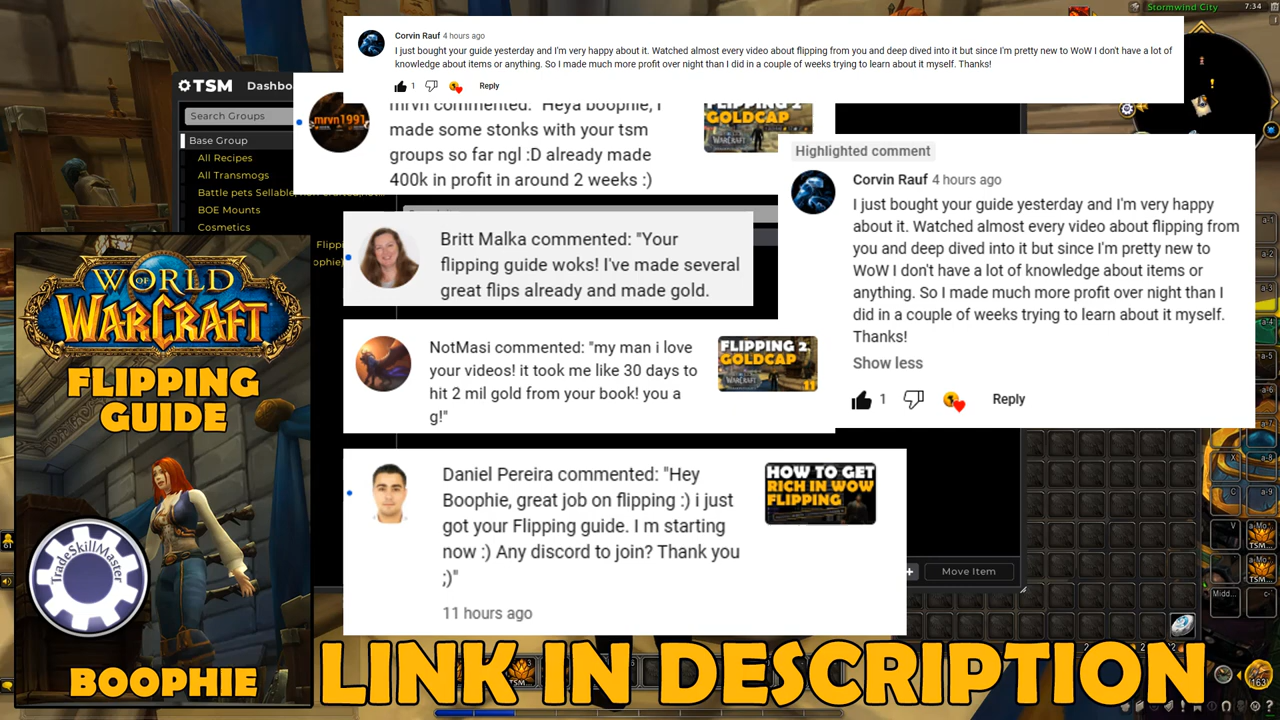 Stormwind City
7:34
Corvin Rauf 4 hours ago
I just bought your guide yesterday and I'm very happy about it. Watched almost every video about flipping from you and deep dived into it but since I'm pretty new to WoW I don't have a lot of
knowledge about items or anything. So I made much more profit over night than I did in a couple of weeks trying to learn about it myself. Thanks!
1
Reply
TSM
Dashbo
Search Groups
Base Group
All Recipes
All Transmogs
Battle pets Sellable,
BOE Mounts
Cosmetics
Flippi
mrvn1991
mrvn commented: "Heya boophie, I
made some stonks with your tsm
groups so far ngl :D already made
400k in profit in around 2 weeks :)
FLIPPING 2
GOLDCAP
Highlighted comment
Corvin Rauf 4 hours ago
I just bought your guide yesterday and I'm very happy
about it. Watched almost every video about flipping from
you and deep dived into it but since I'm pretty new to
WoW I don't have a lot of knowledge about items or
anything. So I made much more profit over night than I
did in a couple of weeks trying to learn about it myself.
Thanks!
Show less
1
Reply
Britt Malka commented: "Your
flipping guide woks! I've made several
great flips already and made gold.
NotMasi commented: "my man i love
your videos! it took me like 30 days to
hit 2 mil gold from your book! you a
g!"
FLIPPING 2
GOLDCAP
WARCRAFT
11
Daniel Pereira commented: "Hey
Boophie, great job on flipping :) i just
got your Flipping guide. I m starting
now :) Any discord to join? Thank you
;)"
11 hours ago
HOW TO GET
RICH IN WOW
FLIPPING
Move Item
WORLD
OF
WARCRAFT
FLIPPING
GUIDE
TradeSkillMaster
BOOPHIE
LINK IN DESCRIPTION